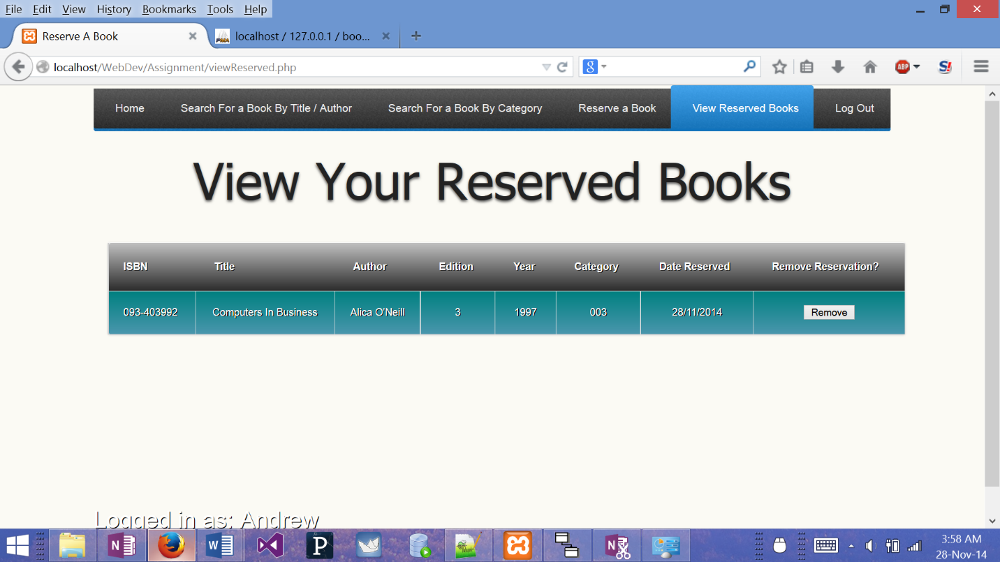 File Edit View History Bookmarks Tools Help
Reserve A Book
localhost / 127.0.0.1 / boo...
localhost/WebDev/Assignment/viewReserved.php
8
ABP
S!
Home Search For a Book By Title / Author Search For a Book By Category Reserve a Book View Reserved Books Log Out
View Your Reserved Books
ISBN Title Author Edition Year Category Date Reserved Remove Reservation?
093-403992 Computers In Business Alica O'Neill 3 1997 003 28/11/2014 Remove
Logged in as: Andrew
3:58 AM
28-Nov-14